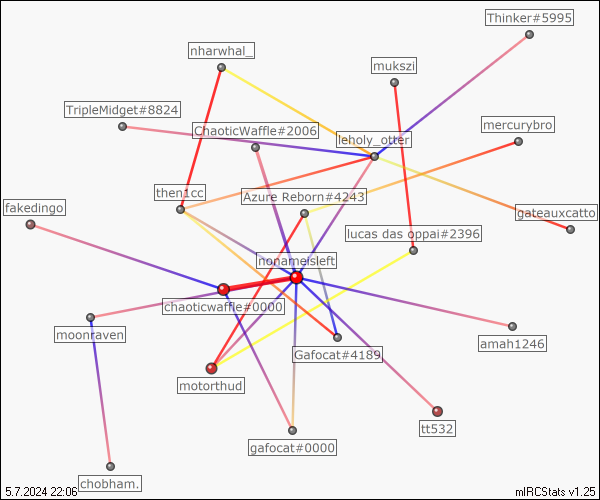 Thinker#5995
nharwhal_
mukszi
TripleMidget#8824
mercurybro
ChaoticWaffle#2006
leholy_otter
then1cc
Azure Reborn#4243
fakedingo
gateauxcatto
lucas das oppai#2396
nonameisleft
chaoticwaffle#0000
moonraven
amah1246
Gafocat#4189
motorthud
tt532
gafocat#0000
chobham.
5.7.2024 22:06
mIRCStats v1.25